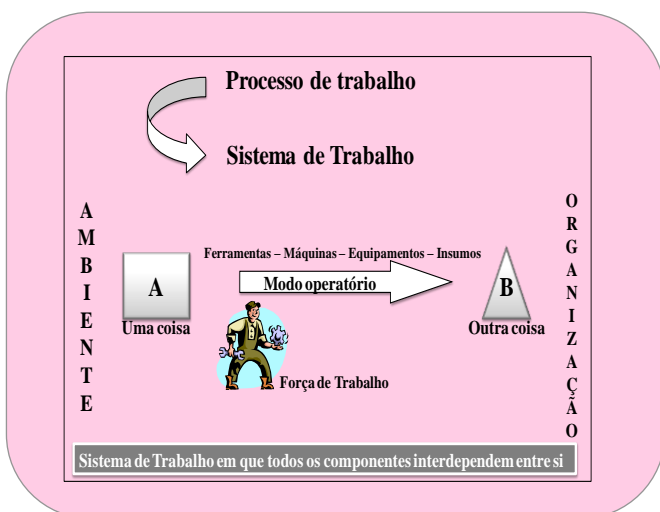 Processo de trabalho
Sistema de Trabalho
AMBIENTE
ORGANIZAÇÃO
Ferramentas – Máquinas – Equipamentos – Insumos
A
Modo operatório
B
Uma coisa
Outra coisa
Força de Trabalho
Sistema de Trabalho em que todos os componentes interdependem entre si